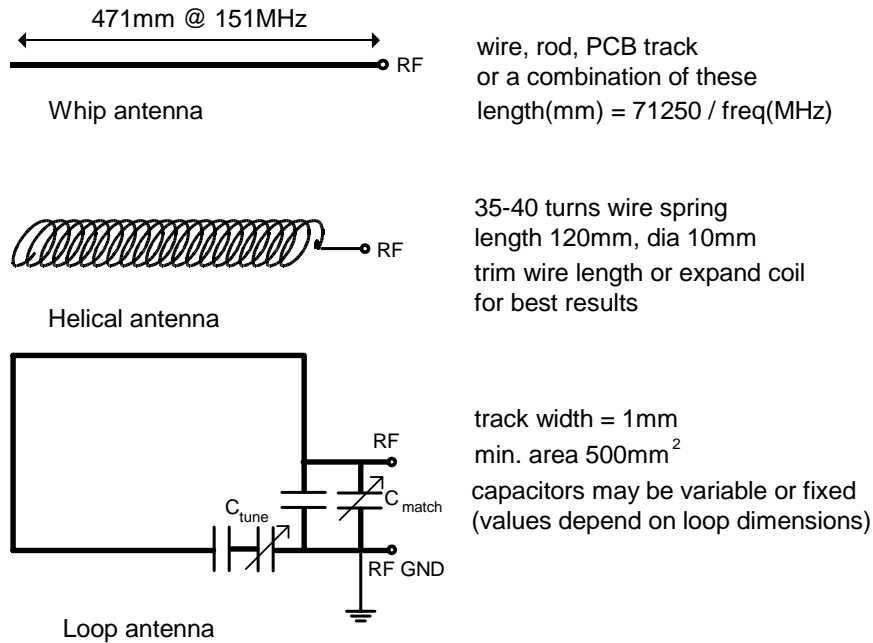 471mm @ 151MHz
RF
Whip antenna
wire, rod, PCB track
or a combination of these
length(mm) = 71250 / freq(MHz)
RF
Helical antenna
35-40 turns wire spring
length 120mm, dia 10mm
trim wire length or expand coil
for best results
RF
C tune
C match
RF GND
Loop antenna
track width = 1mm
min. area 500mm²
capacitors may be variable or fixed
(values depend on loop dimensions)